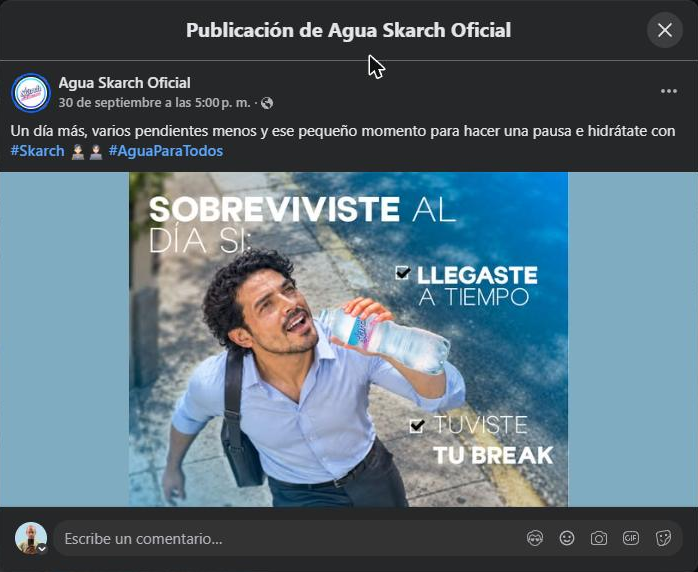 Publicación de Agua Skarch Oficial
Agua Skarch Oficial
30 de septiembre a las 5:00 p. m. ·
Un día más, varios pendientes menos y ese pequeño momento para hacer una pausa e hidrátate con
#Skarch #AguaParaTodos
SOBREVIVISTE AL
DÍA SI:
LLEGASTE
A TIEMPO
TUVISTE
TU BREAK
Escribe un comentario...
GIF